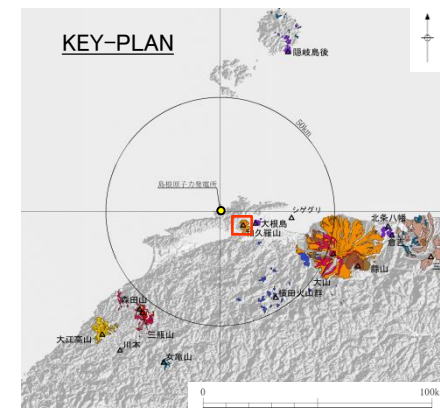 KEY-PLAN
隠岐島後
50km
島根原子力発電所
シゲグリ
大根島
和久羅山
北条八幡
倉吉
三
蒜山
大山
横田火山群
森田山
三瓶山
大江高山
川本
女亀山
0
100k